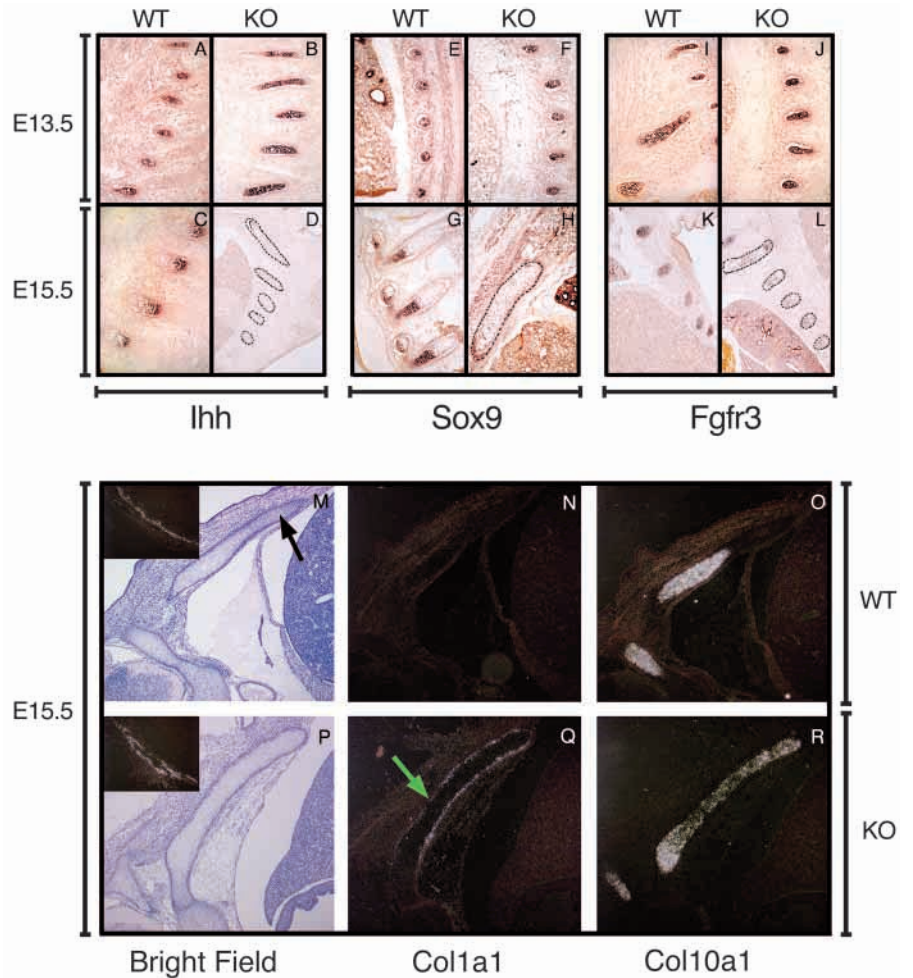 WT KO WT KO WT KO
E13.5 A B E F I J
E15.5 C D G H K L
Ihh Sox9 Fgfr3
M N O WT
E15.5
P Q R KO
Bright Field Col1a1 Col10a1